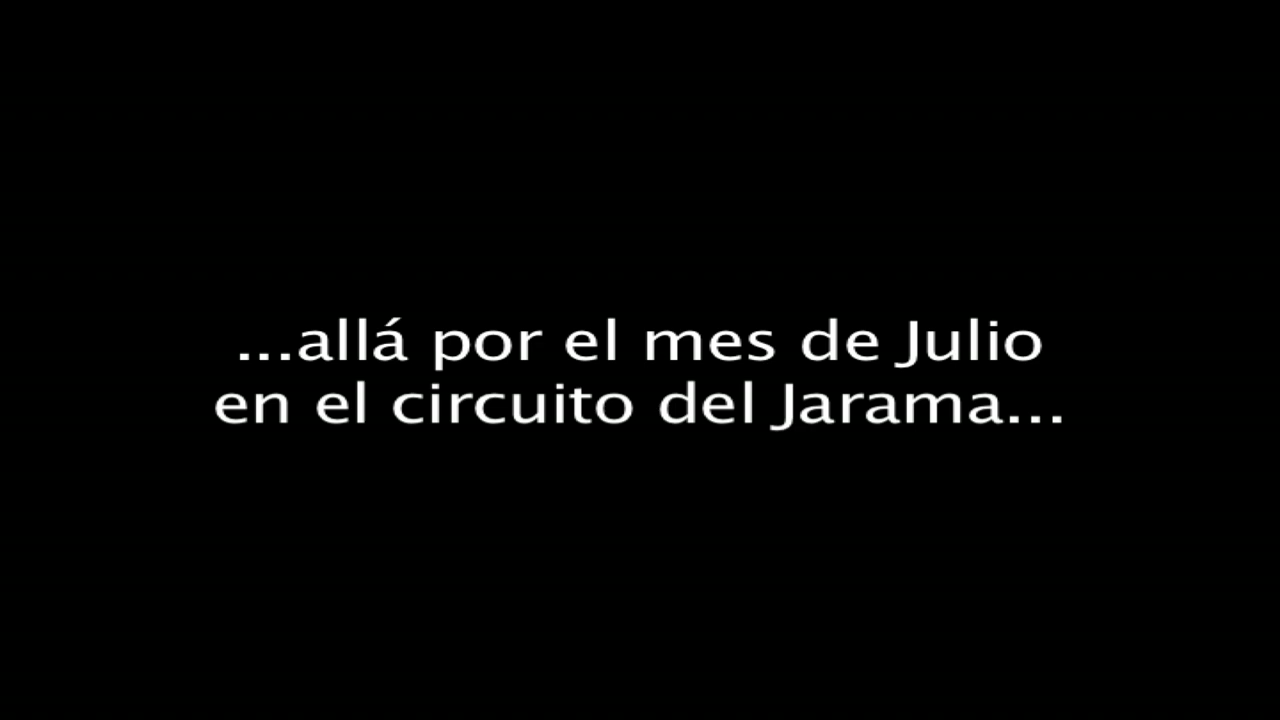 ...allá por el mes de Julio
en el circuito del Jarama...